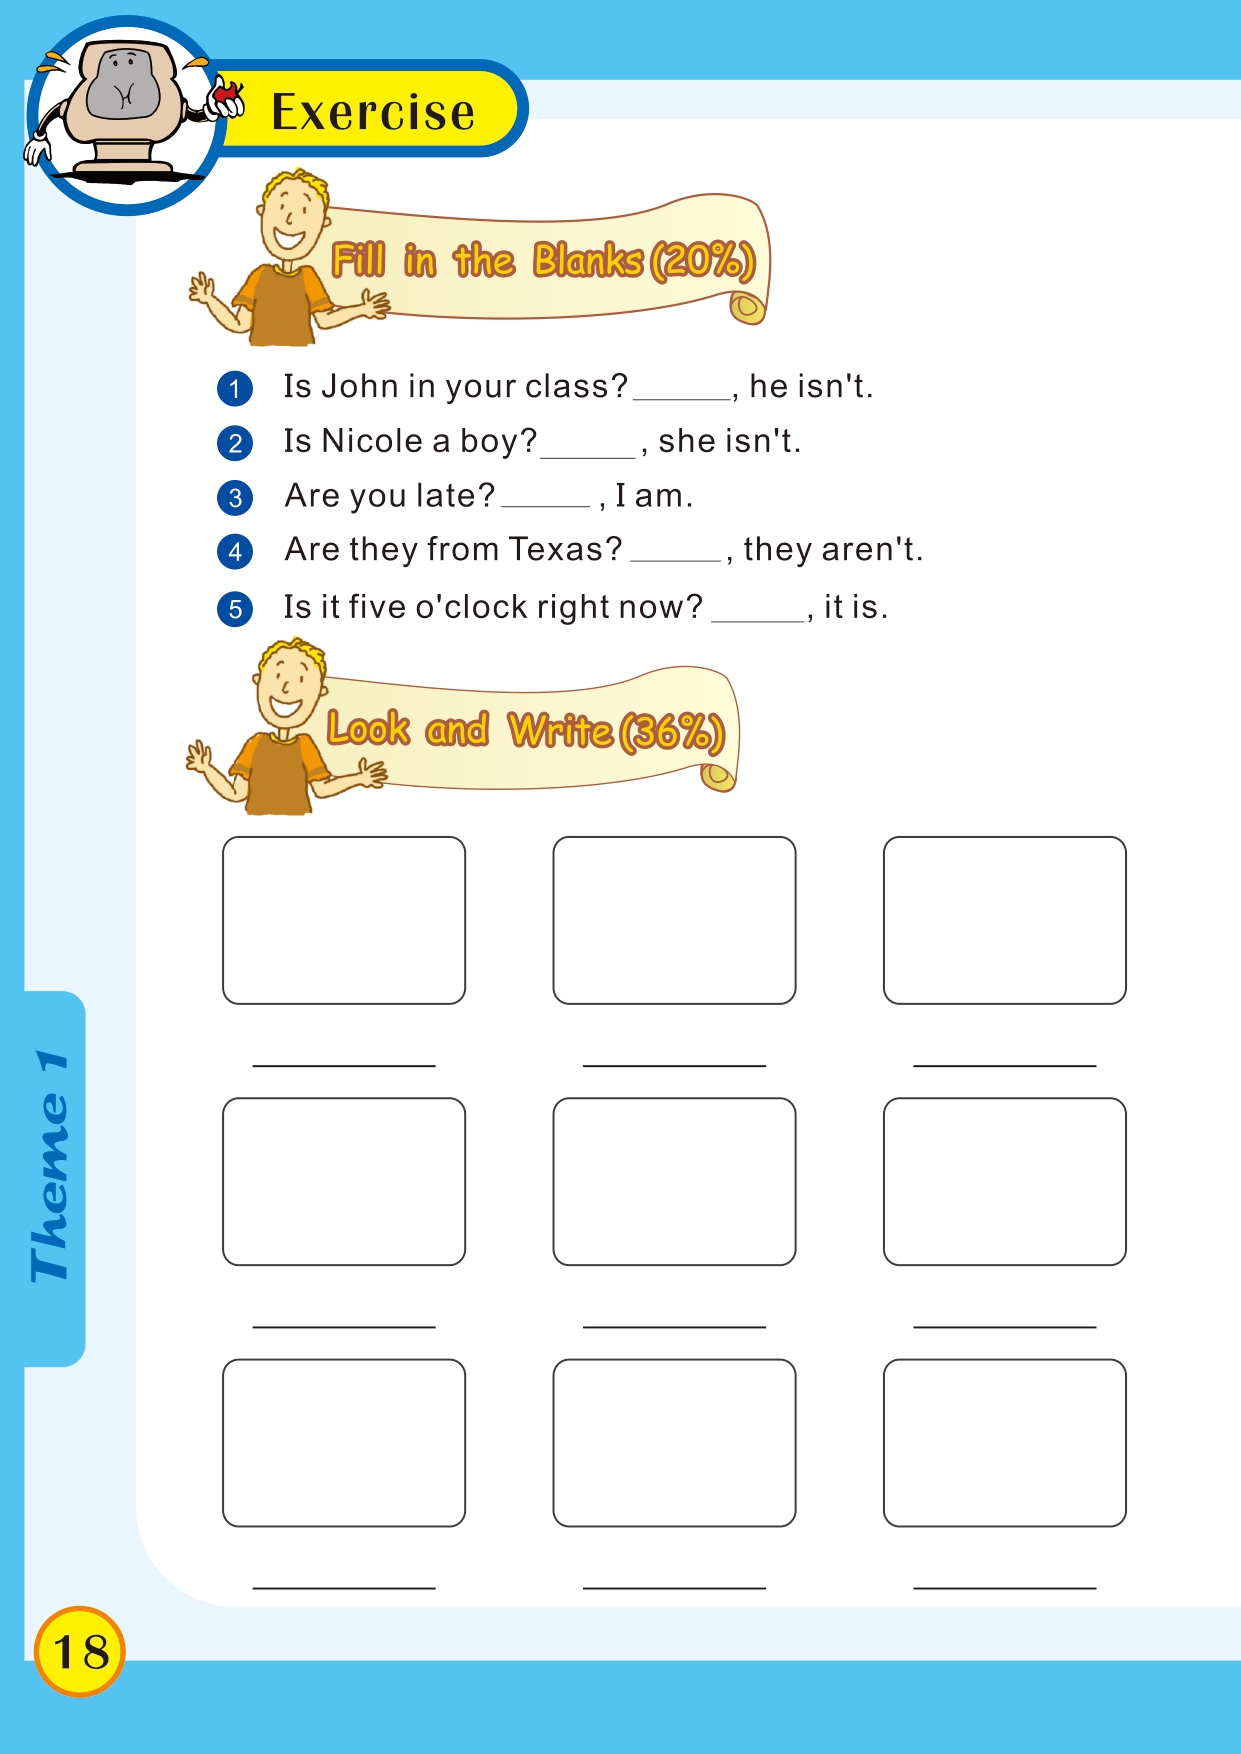 Exercise
Fill in the Blanks (20%)
1 Is John in your class?______, he isn't.
2 Is Nicole a boy?______, she isn't.
3 Are you late?______, I am.
4 Are they from Texas?______, they aren't.
5 Is it five o'clock right now?______, it is.
Look and Write (36%)
Theme 1
18